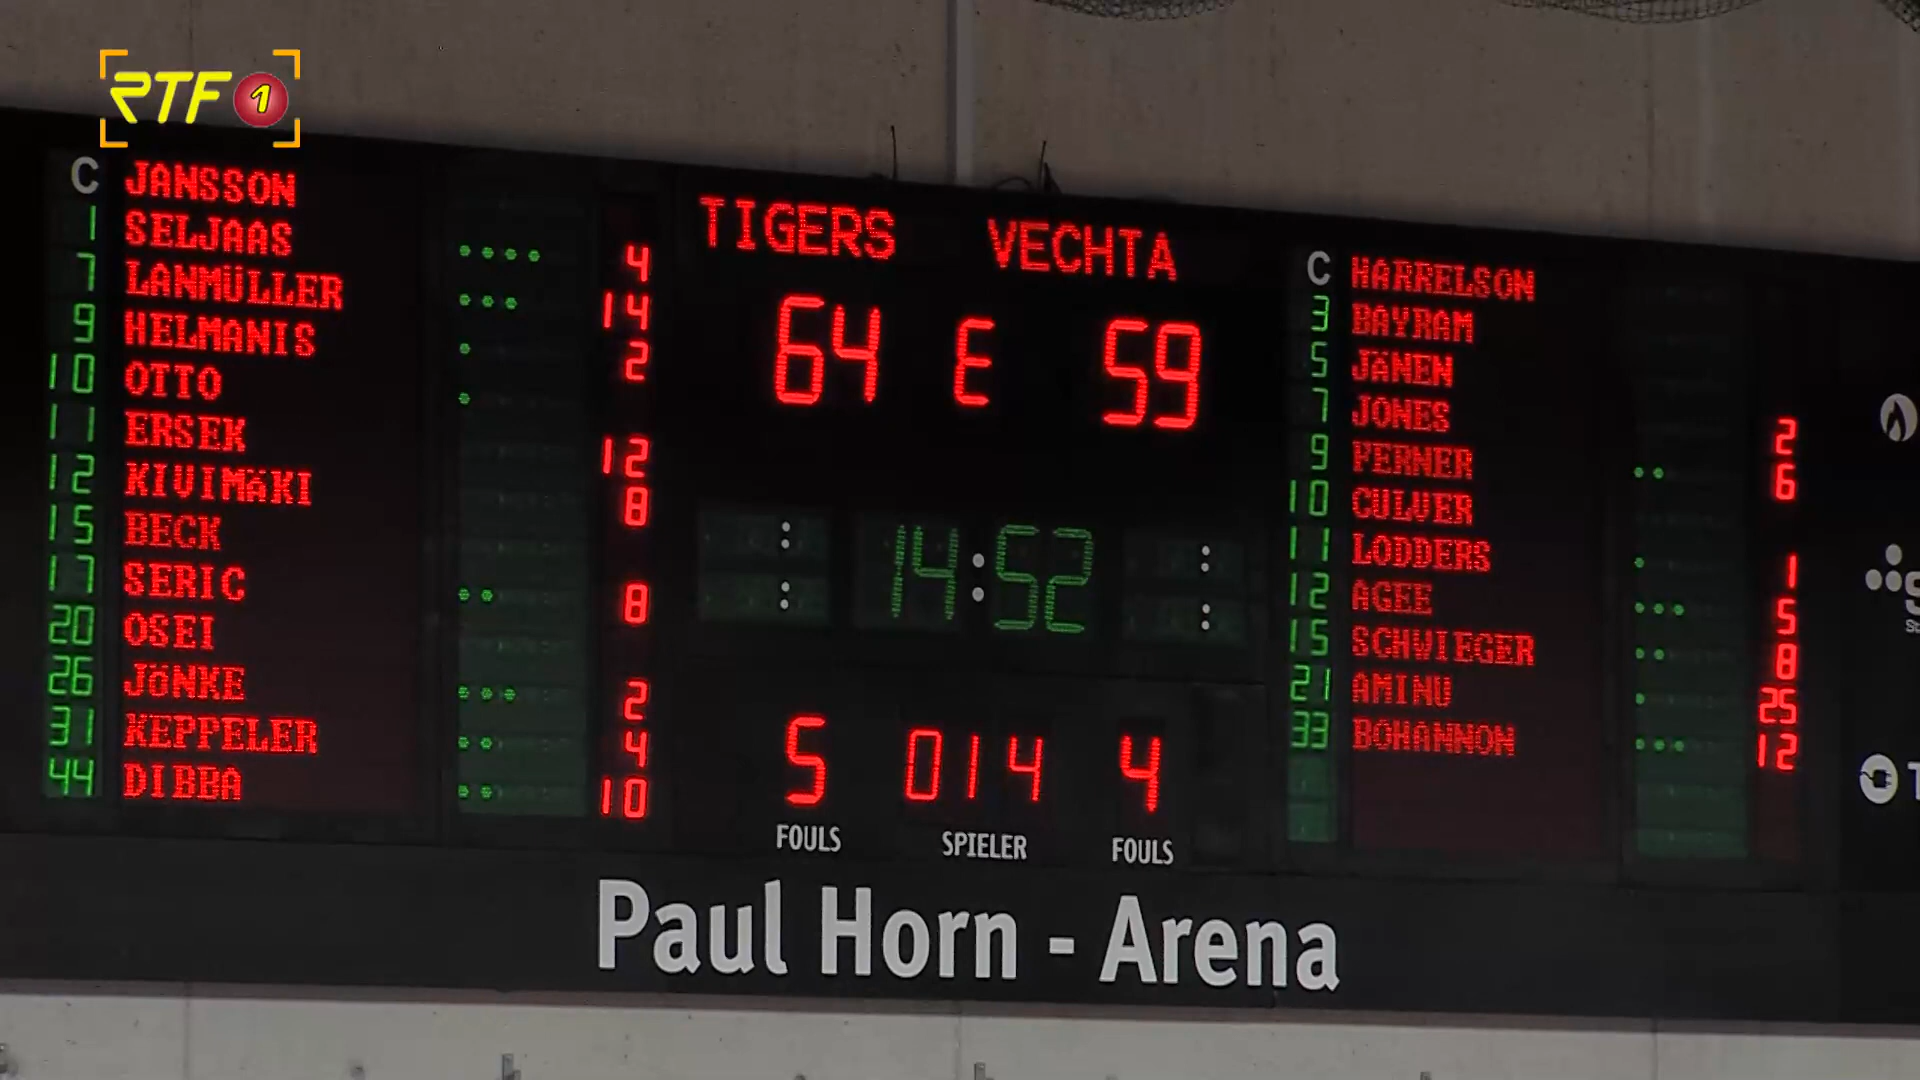 RTF 1
C JANSSON
1 SELJAAS 4
7 LANMÜLLER 14
9 HELMANIS 2
10 OTTO
11 ERSEK 12
12 KIVIMÄKI 8
15 BECK
17 SERIC 8
20 OSEI
26 JÖNKE 2
31 KEPPELER 4
44 DIBBA 10
TIGERS VECHTA
64 E 59
14:52
5 014 4
FOULS SPIELER FOULS
C HARRELSON
3 BAYRAM
5 JÄNEN
7 JONES 2
9 FERNER 6
10 CULVER
11 LODDERS 1
12 AGEE 5
15 SCHWIEGER 8
21 AMINU 25
33 BOHANNON 12
Paul Horn - Arena